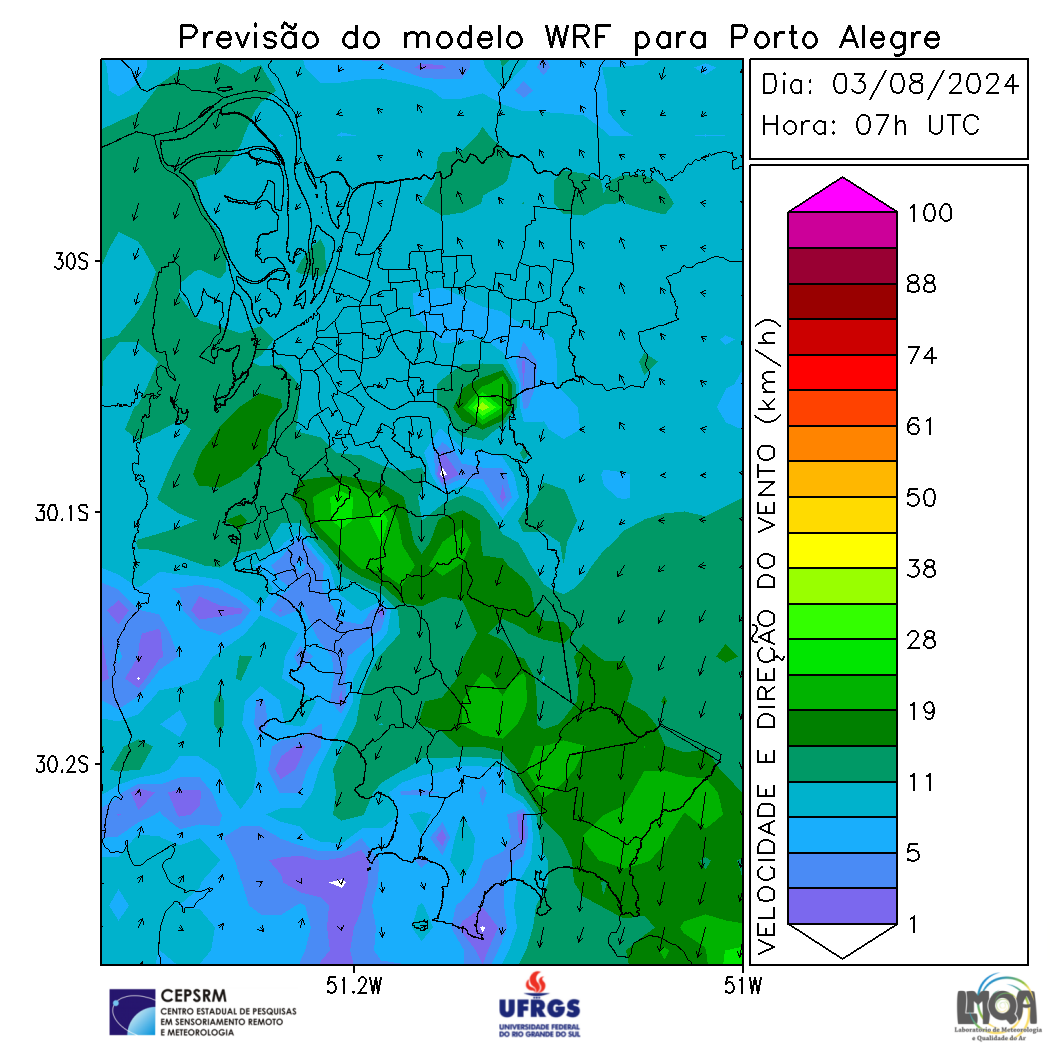 Previsão do modelo WRF para Porto Alegre
Dia: 03/08/2024
Hora: 07h UTC
30S
30.1S
30.2S
51.2W
51W
VELOCIDADE E DIREÇÃO DO VENTO (km/h)
100
88
74
61
50
38
28
19
11
5
1
CEPSRM
CENTRO ESTADUAL DE PESQUISAS
EM SENSORIAMENTO REMOTO
E METEOROLOGIA
UFRGS
UNIVERSIDADE FEDERAL
DO RIO GRANDE DO SUL
LMQA
Laboratório de Meteorologia
e Qualidade do Ar